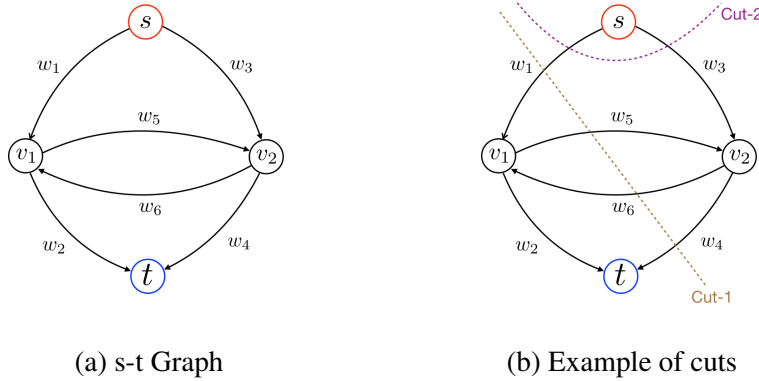 s
w₁
w₃
w₅
v₁
v₂
w₆
w₂
w₄
t
(a) s-t Graph
s
Cut-2
w₁
w₃
w₅
v₁
v₂
w₆
w₂
w₄
t
Cut-1
(b) Example of cuts